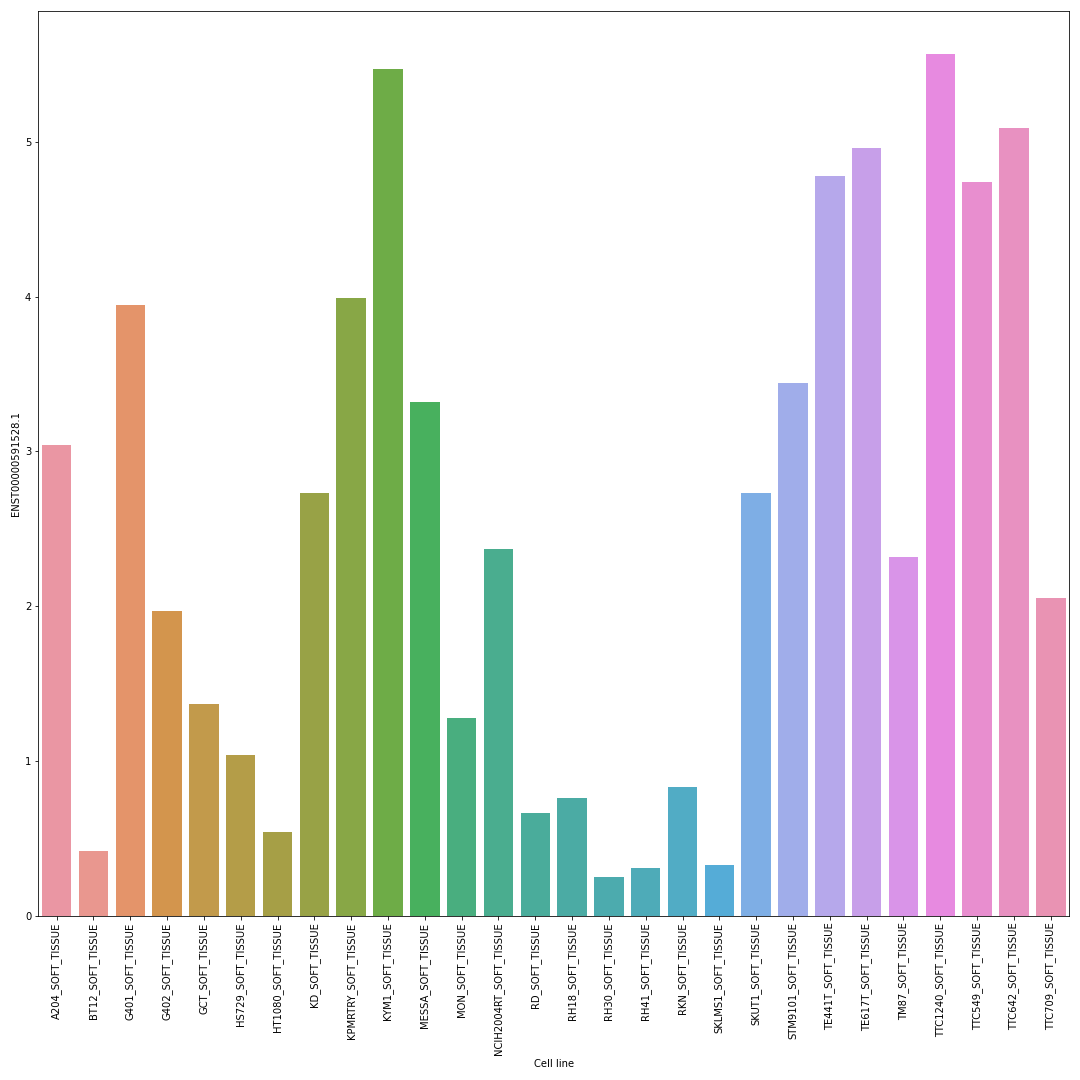 5
4
3
2
1
0
ENST00000591528.1
A204_SOFT_TISSUE
BT12_SOFT_TISSUE
G401_SOFT_TISSUE
G402_SOFT_TISSUE
GCT_SOFT_TISSUE
HS729_SOFT_TISSUE
HT1080_SOFT_TISSUE
KD_SOFT_TISSUE
KPMRTRY_SOFT_TISSUE
KYM1_SOFT_TISSUE
MESSA_SOFT_TISSUE
MON_SOFT_TISSUE
NCIH2004RT_SOFT_TISSUE
RD_SOFT_TISSUE
RH18_SOFT_TISSUE
RH30_SOFT_TISSUE
RH41_SOFT_TISSUE
RKN_SOFT_TISSUE
SKLMS1_SOFT_TISSUE
SKUT1_SOFT_TISSUE
STM9101_SOFT_TISSUE
TE441T_SOFT_TISSUE
TE617T_SOFT_TISSUE
TM87_SOFT_TISSUE
TTC1240_SOFT_TISSUE
TTC549_SOFT_TISSUE
TTC642_SOFT_TISSUE
TTC709_SOFT_TISSUE
Cell line